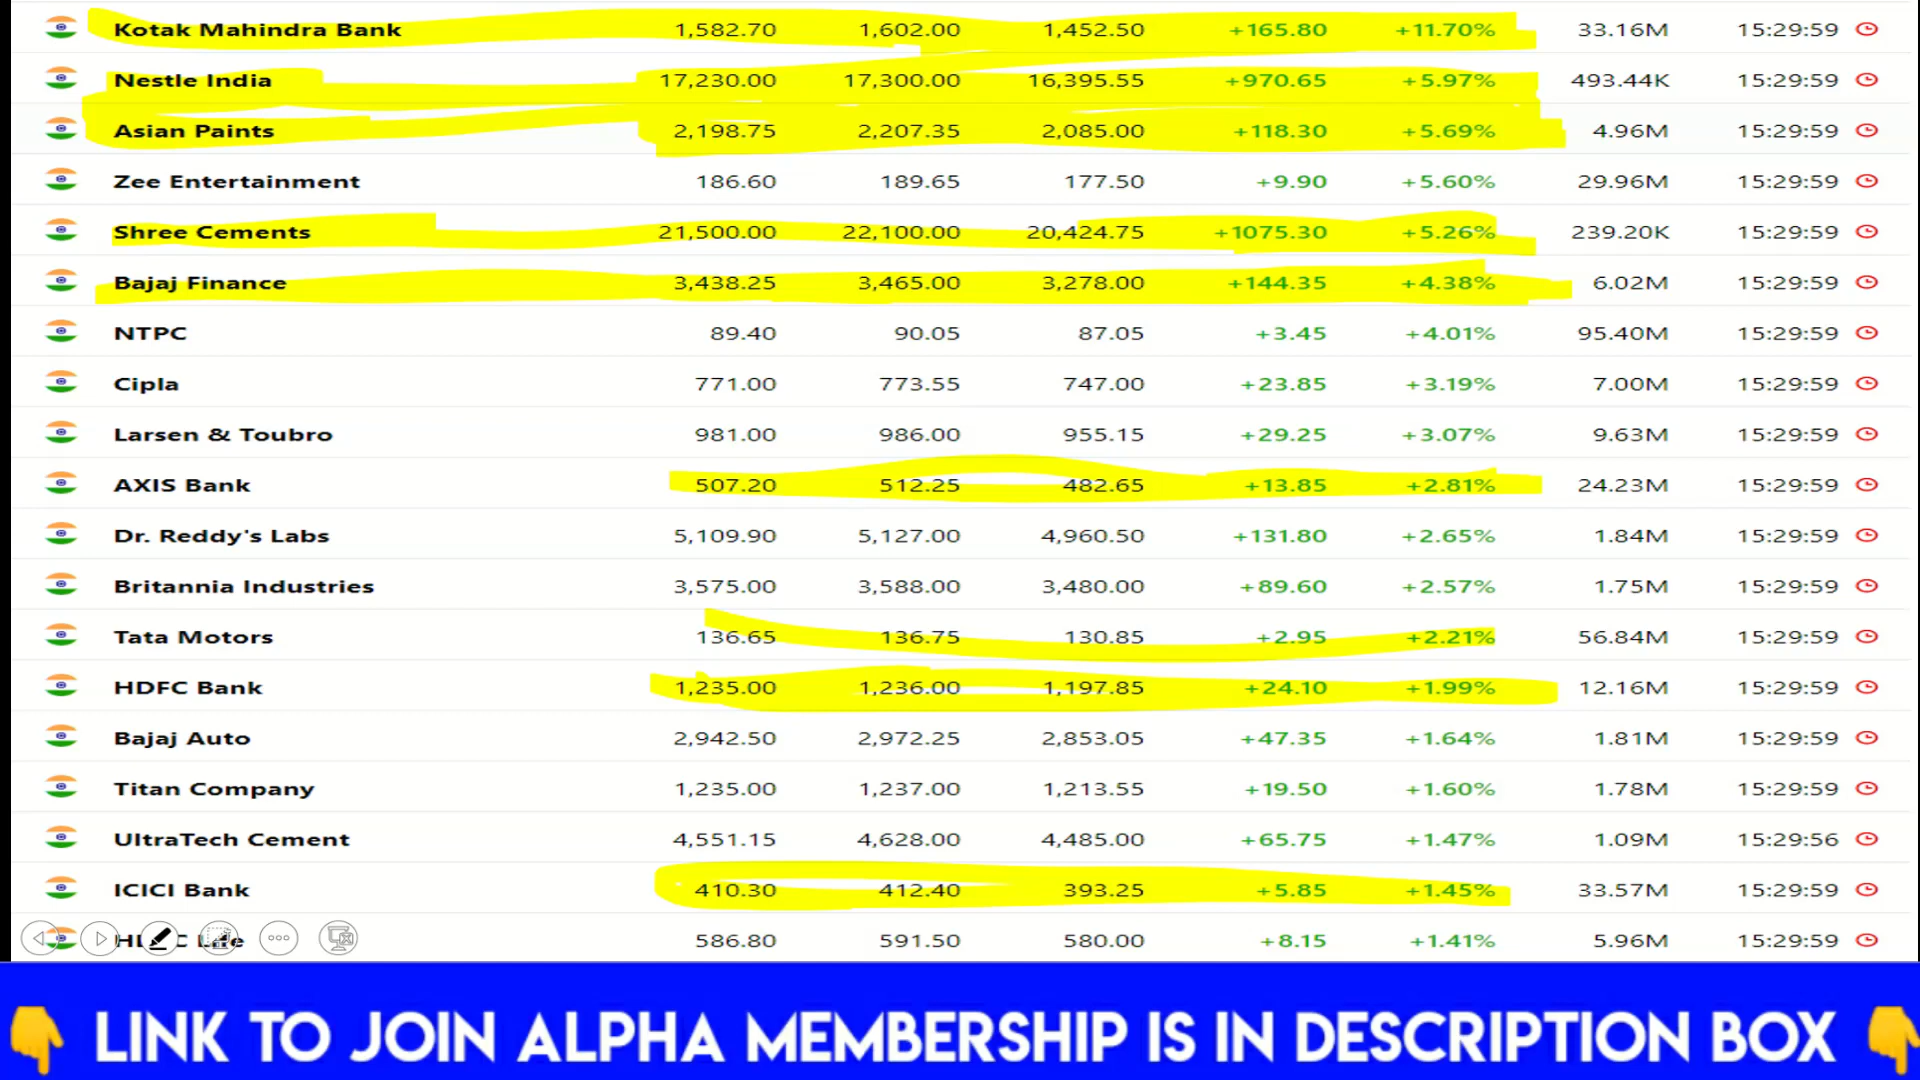 Kotak Mahindra Bank 1,582.70 1,602.00 1,452.50 +165.80 +11.70% 33.16M 15:29:59
Nestle India 17,230.00 17,300.00 16,395.55 +970.65 +5.97% 493.44K 15:29:59
Asian Paints 2,198.75 2,207.35 2,085.00 +118.30 +5.69% 4.96M 15:29:59
Zee Entertainment 186.60 189.65 177.50 +9.90 +5.60% 29.96M 15:29:59
Shree Cements 21,500.00 22,100.00 20,424.75 +1075.30 +5.26% 239.20K 15:29:59
Bajaj Finance 3,438.25 3,465.00 3,278.00 +144.35 +4.38% 6.02M 15:29:59
NTPC 89.40 90.05 87.05 +3.45 +4.01% 95.40M 15:29:59
Cipla 771.00 773.55 747.00 +23.85 +3.19% 7.00M 15:29:59
Larsen & Toubro 981.00 986.00 955.15 +29.25 +3.07% 9.63M 15:29:59
AXIS Bank 507.20 512.25 482.65 +13.85 +2.81% 24.23M 15:29:59
Dr. Reddy's Labs 5,109.90 5,127.00 4,960.50 +131.80 +2.65% 1.84M 15:29:59
Britannia Industries 3,575.00 3,588.00 3,480.00 +89.60 +2.57% 1.75M 15:29:59
Tata Motors 136.65 136.75 130.85 +2.95 +2.21% 56.84M 15:29:59
HDFC Bank 1,235.00 1,236.00 1,197.85 +24.10 +1.99% 12.16M 15:29:59
Bajaj Auto 2,942.50 2,972.25 2,853.05 +47.35 +1.64% 1.81M 15:29:59
Titan Company 1,235.00 1,237.00 1,213.55 +19.50 +1.60% 1.78M 15:29:59
UltraTech Cement 4,551.15 4,628.00 4,485.00 +65.75 +1.47% 1.09M 15:29:56
ICICI Bank 410.30 412.40 393.25 +5.85 +1.45% 33.57M 15:29:59
586.80 591.50 580.00 +8.15 +1.41% 5.96M 15:29:59
LINK TO JOIN ALPHA MEMBERSHIP IS IN DESCRIPTION BOX